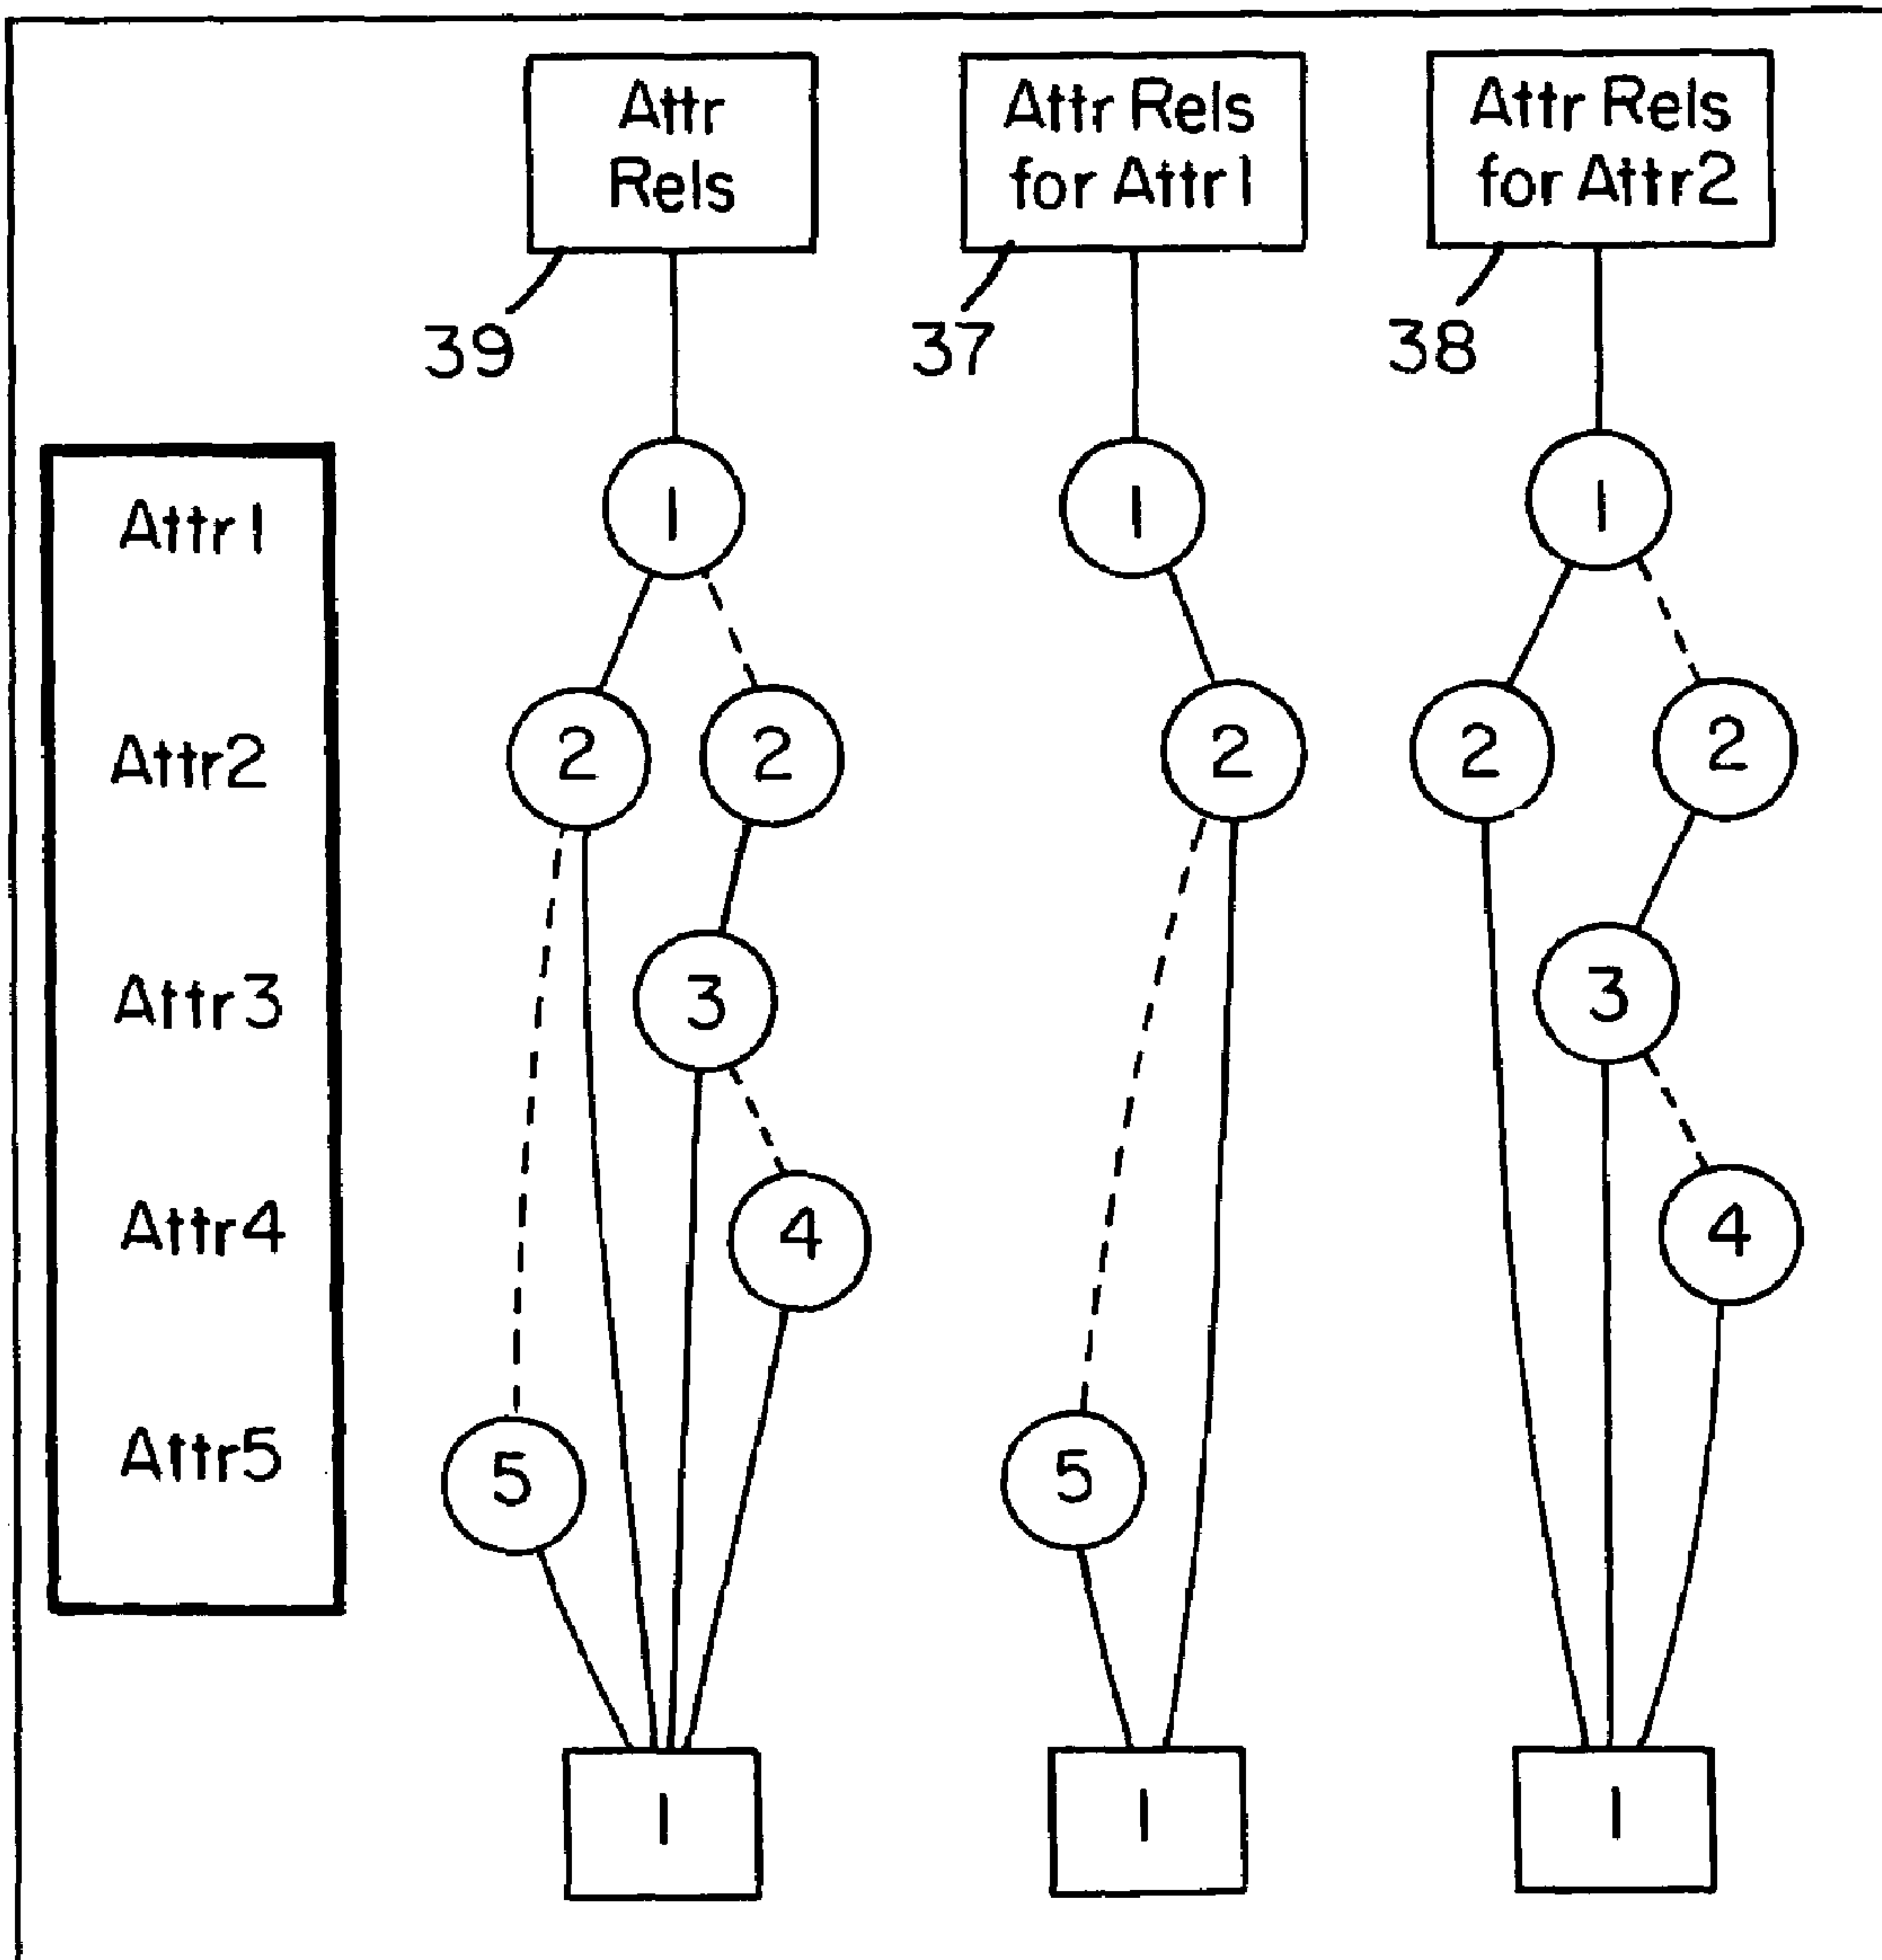 Attr
Rels
Attr Rels
for Attr1
Attr Rels
for Attr2
39
37
38
Attr1
1
1
1
Attr2
2
2
2
2
2
Attr3
3
3
Attr4
4
4
Attr5
5
5
1
1
1